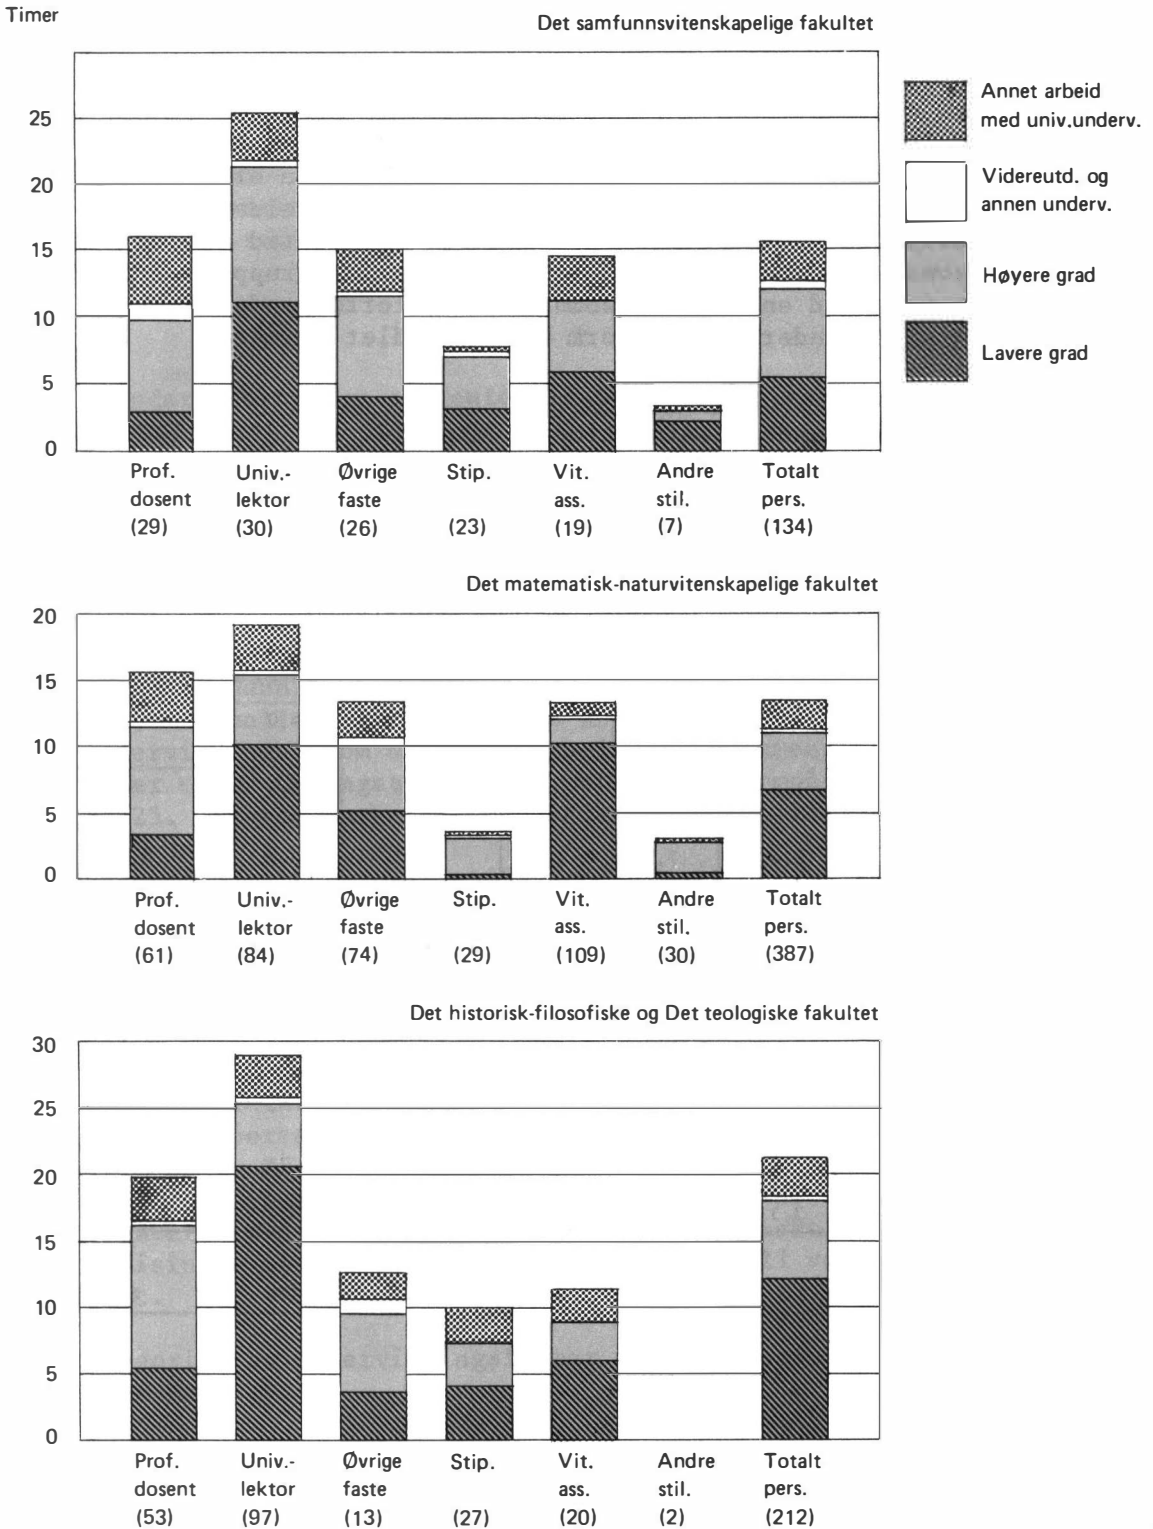 Timer
Det samfunnsvitenskapelige fakultet
25
20
15
10
5
0
Prof. dosent (29)
Univ.- lektor (30)
Øvrige faste (26)
Stip. (23)
Vit. ass. (19)
Andre stil. (7)
Totalt pers. (134)
Annet arbeid
med univ.underv.
Videreutd. og
annen underv.
Høyere grad
Lavere grad
Det matematisk-naturvitenskapelige fakultet
20
15
10
5
0
Prof. dosent (61)
Univ.- lektor (84)
Øvrige faste (74)
Stip. (29)
Vit. ass. (109)
Andre stil. (30)
Totalt pers. (387)
Det historisk-filosofiske og Det teologiske fakultet
30
25
20
15
10
5
0
Prof. dosent (53)
Univ.- lektor (97)
Øvrige faste (13)
Stip. (27)
Vit. ass. (20)
Andre stil. (2)
Totalt pers. (212)